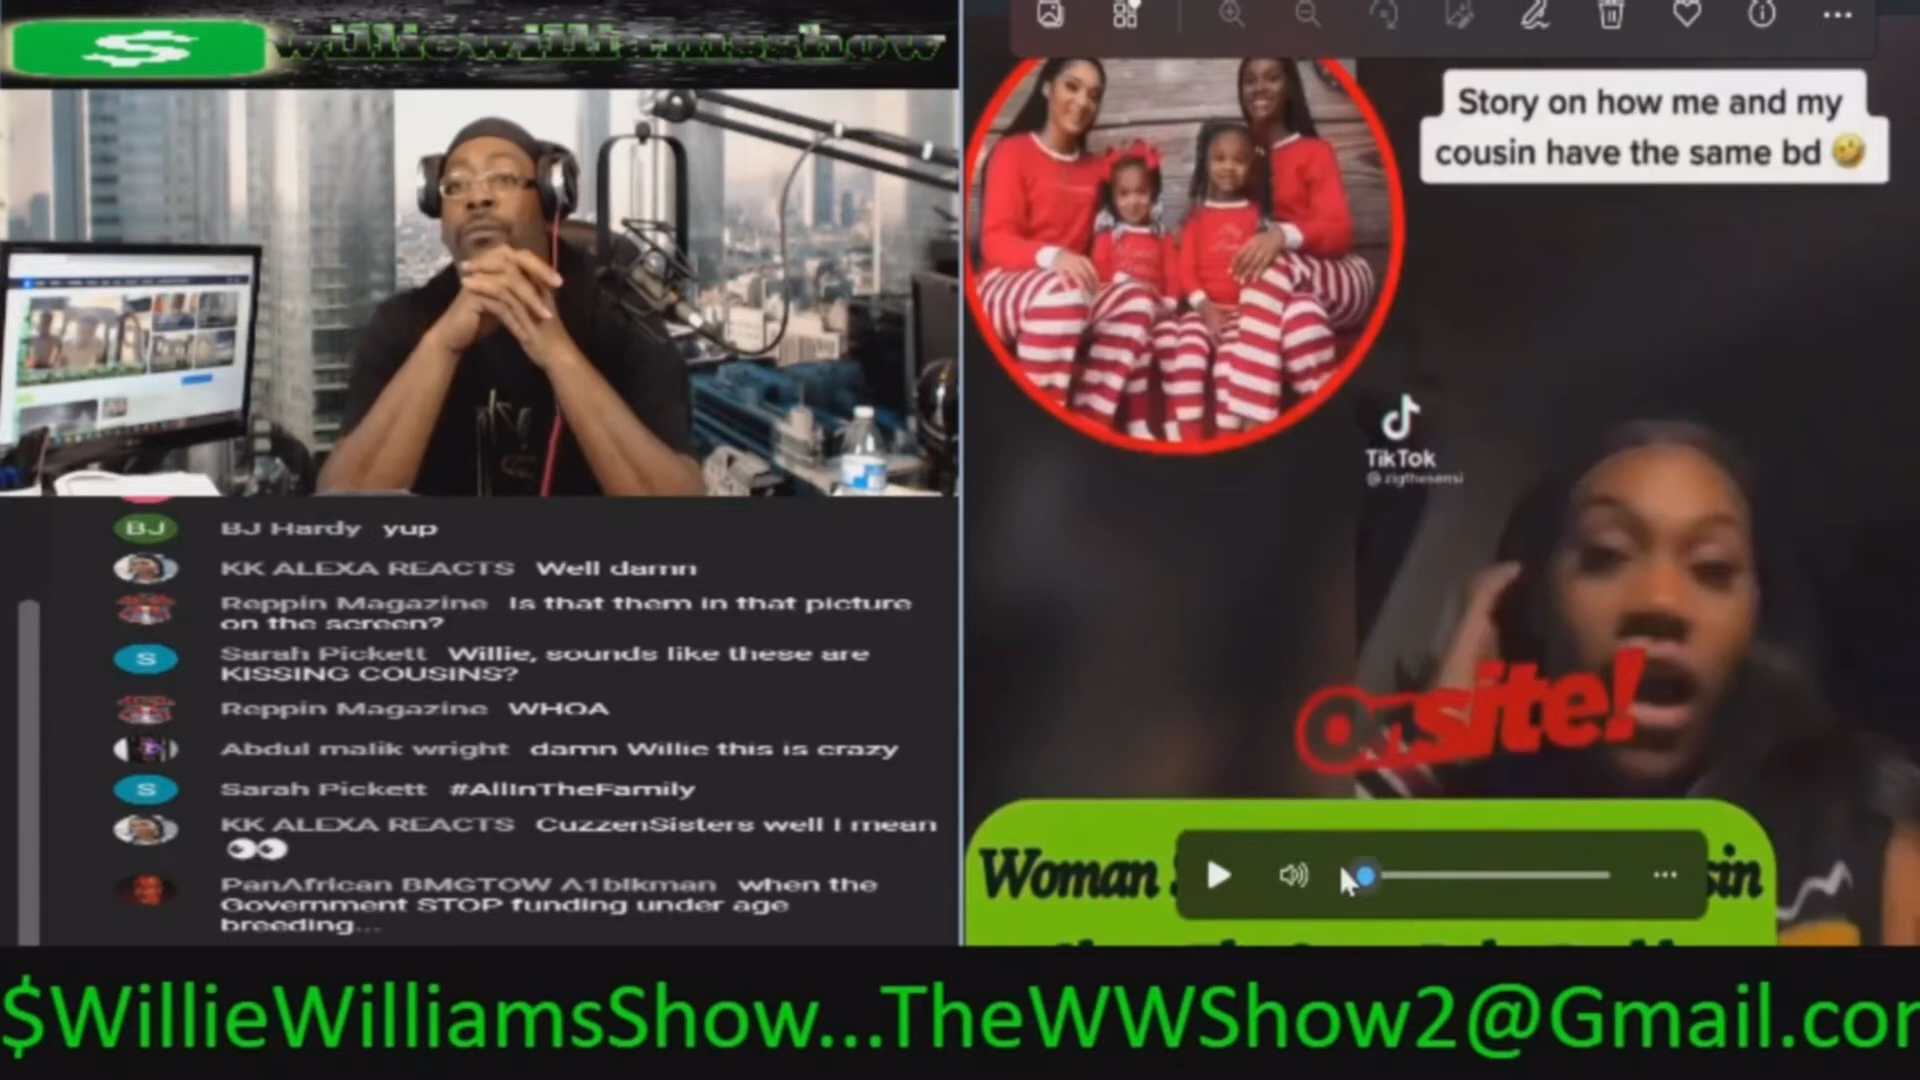 $
williewilliamsshow
Story on how me and my
cousin have the same bd 🤣
TikTok
@zigthesensi
Onsite!
Woman
sin
BJ
BJ Hardy yup
KK ALEXA REACTS Well damn
Reppin Magazine Is that them in that picture
on the screen?
S
Sarah Pickett Willie, sounds like these are
KISSING COUSINS?
Reppin Magazine WHOA
Abdul malik wright damn Willie this is crazy
S
Sarah Pickett #AllInTheFamily
KK ALEXA REACTS CuzzenSisters well I mean
👀
PanAfrican BMGTOW A1blkman when the
Government STOP funding under age
breeding...
$WillieWilliamsShow...TheWWShow2@Gmail.cor